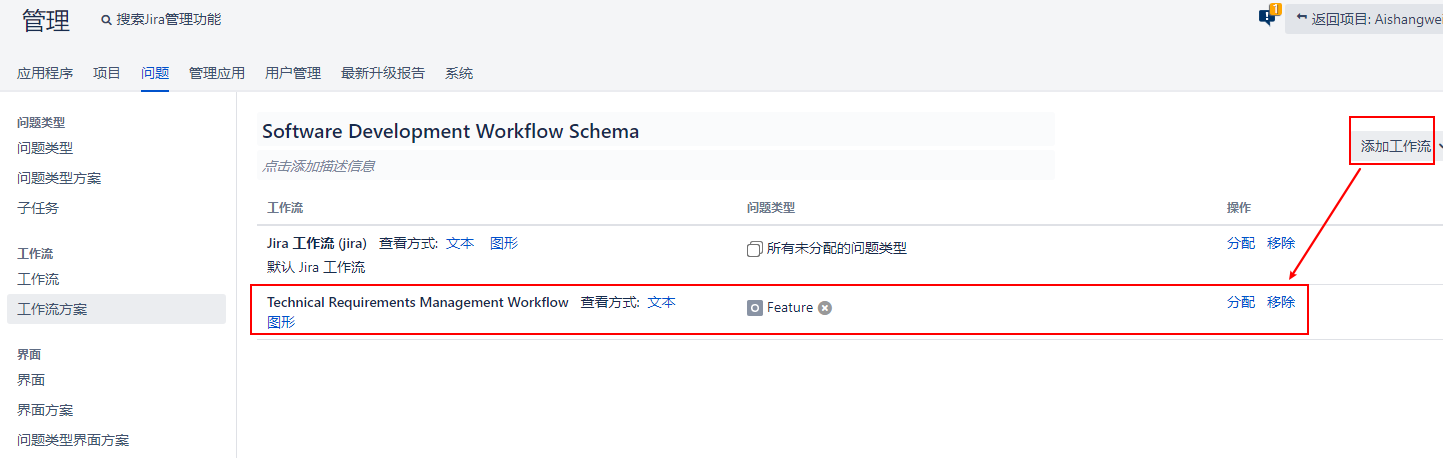 管理
搜索Jira管理功能
1
返回项目: Aishangwei
应用程序 项目 问题 管理应用 用户管理 最新升级报告 系统
问题类型
问题类型
问题类型方案
子任务
工作流
工作流
工作流方案
界面
界面
界面方案
问题类型界面方案
Software Development Workflow Schema
添加工作流
点击添加描述信息
工作流 问题类型 操作
Jira 工作流 (jira) 查看方式: 文本 图形 所有未分配的问题类型 分配 移除
默认 Jira 工作流
Technical Requirements Management Workflow 查看方式: 文本 Feature 分配 移除
图形